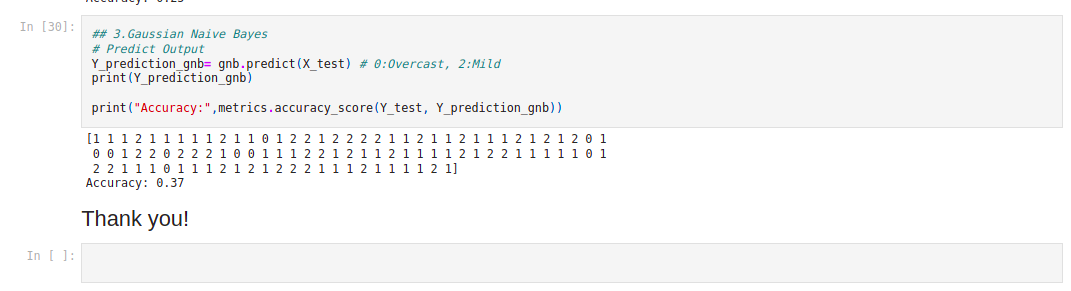 In [30]:
## 3.Gaussian Naive Bayes
# Predict Output
Y_prediction_gnb= gnb.predict(X_test) # 0:Overcast, 2:Mild
print(Y_prediction_gnb)
print("Accuracy:",metrics.accuracy_score(Y_test, Y_prediction_gnb))
[1 1 1 2 1 1 1 1 1 2 1 1 0 1 2 2 1 2 2 2 2 1 1 2 1 1 2 1 1 1 2 1 2 1 2 0 1
0 0 1 2 2 0 2 2 2 1 0 0 1 1 1 2 2 1 2 1 1 2 1 1 1 1 2 1 2 2 1 1 1 1 1 0 1
2 2 1 1 1 0 1 1 1 2 1 2 1 2 2 2 1 1 1 2 1 1 1 1 2 1]
Accuracy: 0.37
Thank you!
In [ ]: